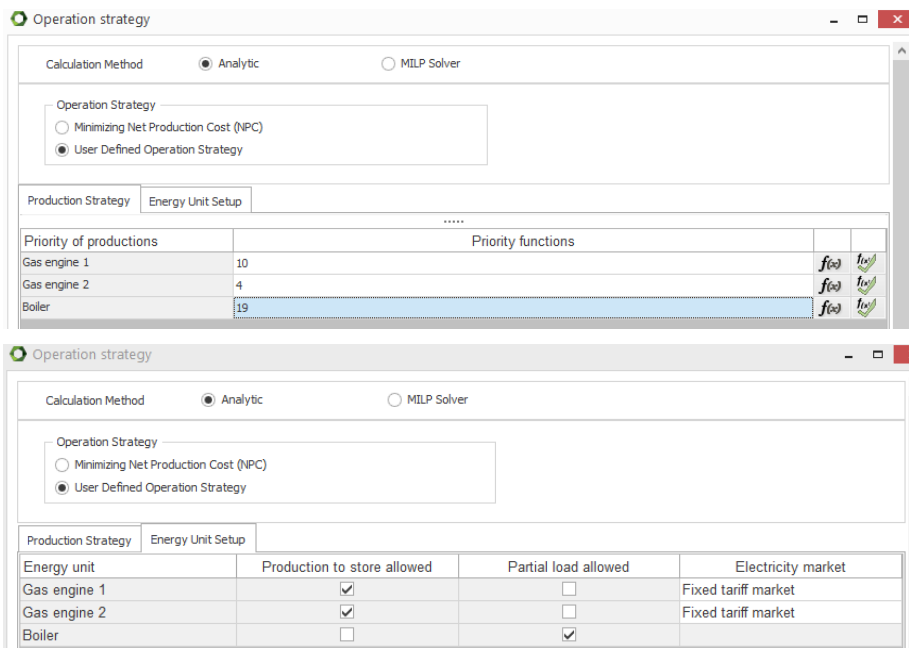 Operation strategy
Calculation Method Analytic MILP Solver
Operation Strategy
Minimizing Net Production Cost (NPC)
User Defined Operation Strategy
Production Strategy Energy Unit Setup
Priority of productions Priority functions
Gas engine 1 10 f(x) f(x)
Gas engine 2 4 f(x) f(x)
Boiler 19 f(x) f(x)
Operation strategy
Calculation Method Analytic MILP Solver
Operation Strategy
Minimizing Net Production Cost (NPC)
User Defined Operation Strategy
Production Strategy Energy Unit Setup
Energy unit Production to store allowed Partial load allowed Electricity market
Gas engine 1 Fixed tariff market
Gas engine 2 Fixed tariff market
Boiler